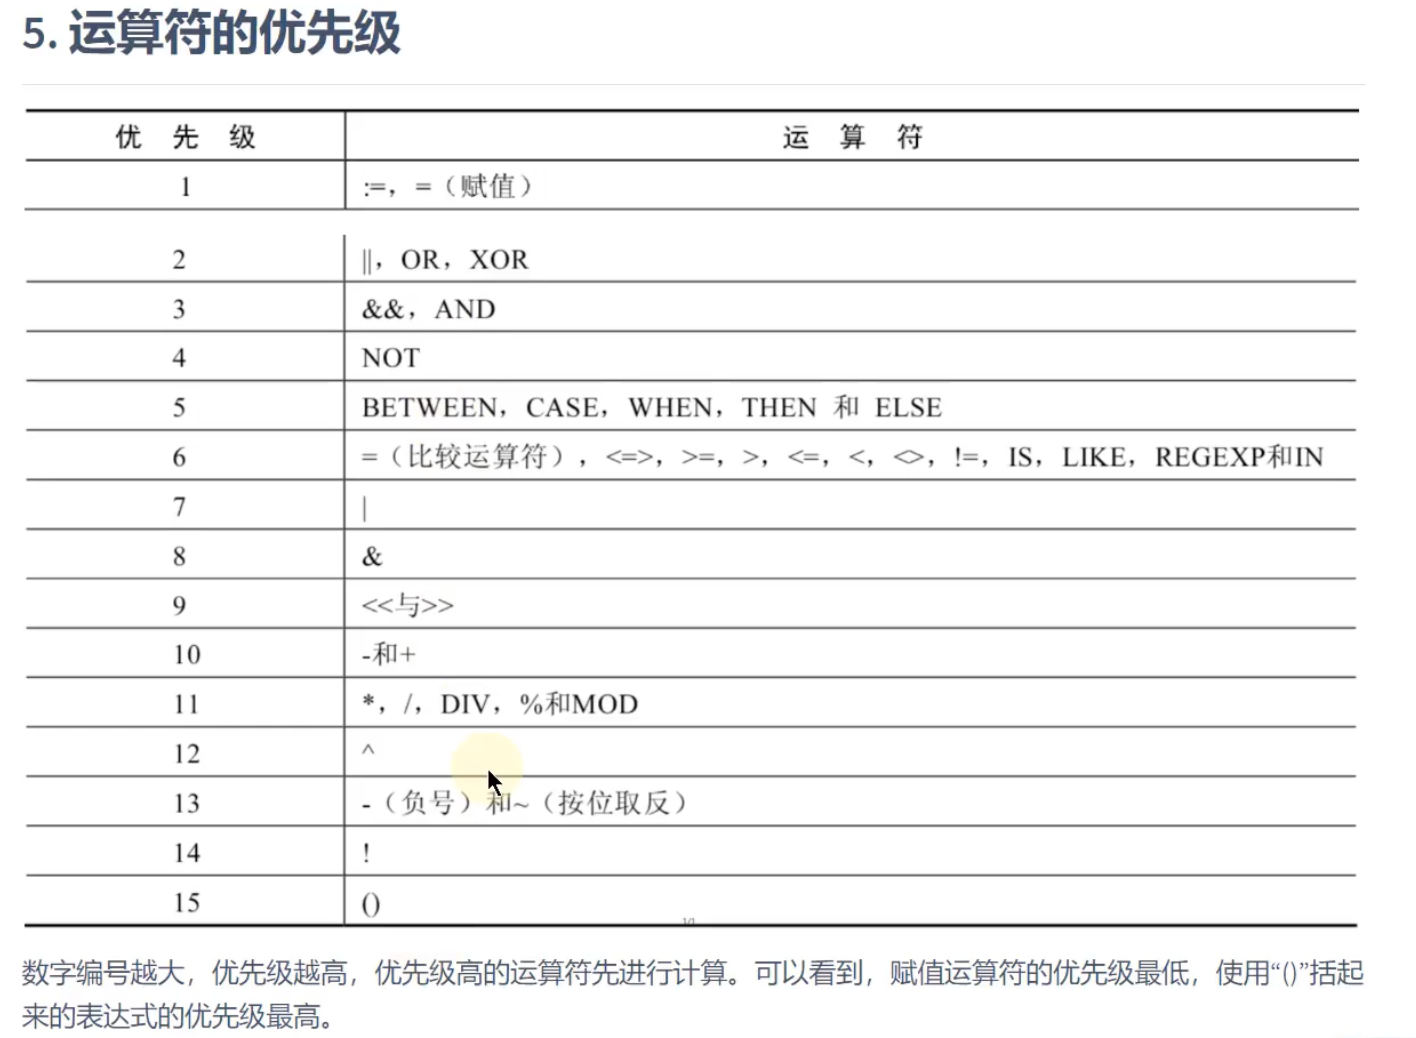 5. 运算符的优先级
优 先 级 运 算 符
1 :=，=（赋值）
2 ||，OR，XOR
3 &&，AND
4 NOT
5 BETWEEN，CASE，WHEN，THEN 和 ELSE
6 =（比较运算符），<=>，>=，>，<=，<，<>，!=，IS，LIKE，REGEXP和IN
7 |
8 &
9 <<与>>
10 -和+
11 *，/，DIV，%和MOD
12 ^
13 -（负号）和~（按位取反）
14 !
15 ()
1/1
数字编号越大，优先级越高，优先级高的运算符先进行计算。可以看到，赋值运算符的优先级最低，使用“()”括起
来的表达式的优先级最高。